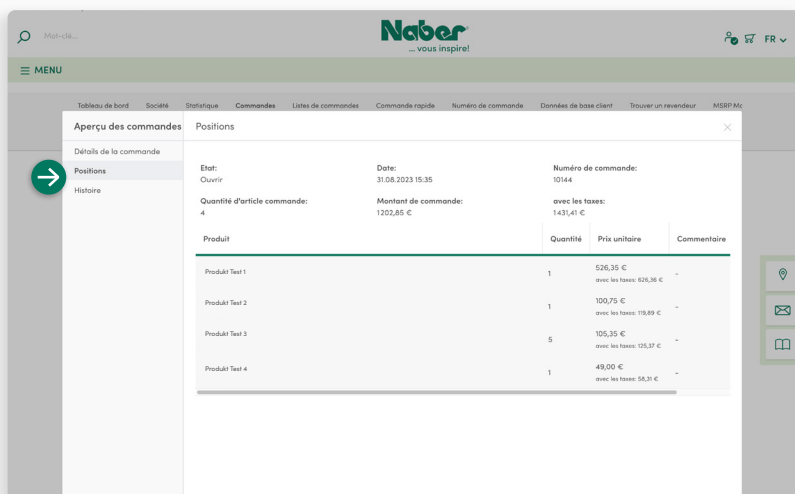 Mot-clé...
Naber
... vous inspire!
FR
MENU
Tableau de bord Société Statistique Commandes Listes de commandes Commande rapide Numéro de commande Données de base client Trouver un revendeur MSRP Mo
Aperçu des commandes Positions
Détails de la commande
Positions
Histoire
Etat: Date: Numéro de commande:
Ouvrir 31.08.2023 15:35 10144
Quantité d'article commande: Montant de commande: avec les taxes:
4 1202,85 € 1431,41 €
Produit Quantité Prix unitaire Commentaire
Produkt Test 1 1 526,35 € -
avec les taxes: 626,36 €
Produkt Test 2 1 100,75 € -
avec les taxes: 119,89 €
Produkt Test 3 5 105,35 € -
avec les taxes: 125,37 €
Produkt Test 4 1 49,00 € -
avec les taxes: 58,31 €